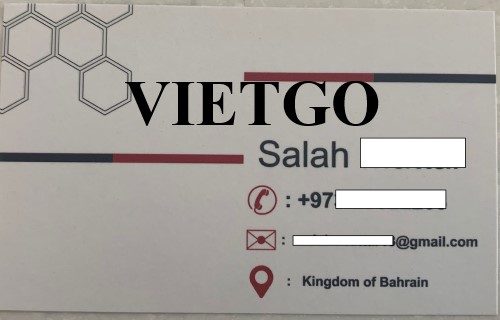 VIETGO
Salah
: +97
: @gmail.com
: Kingdom of Bahrain